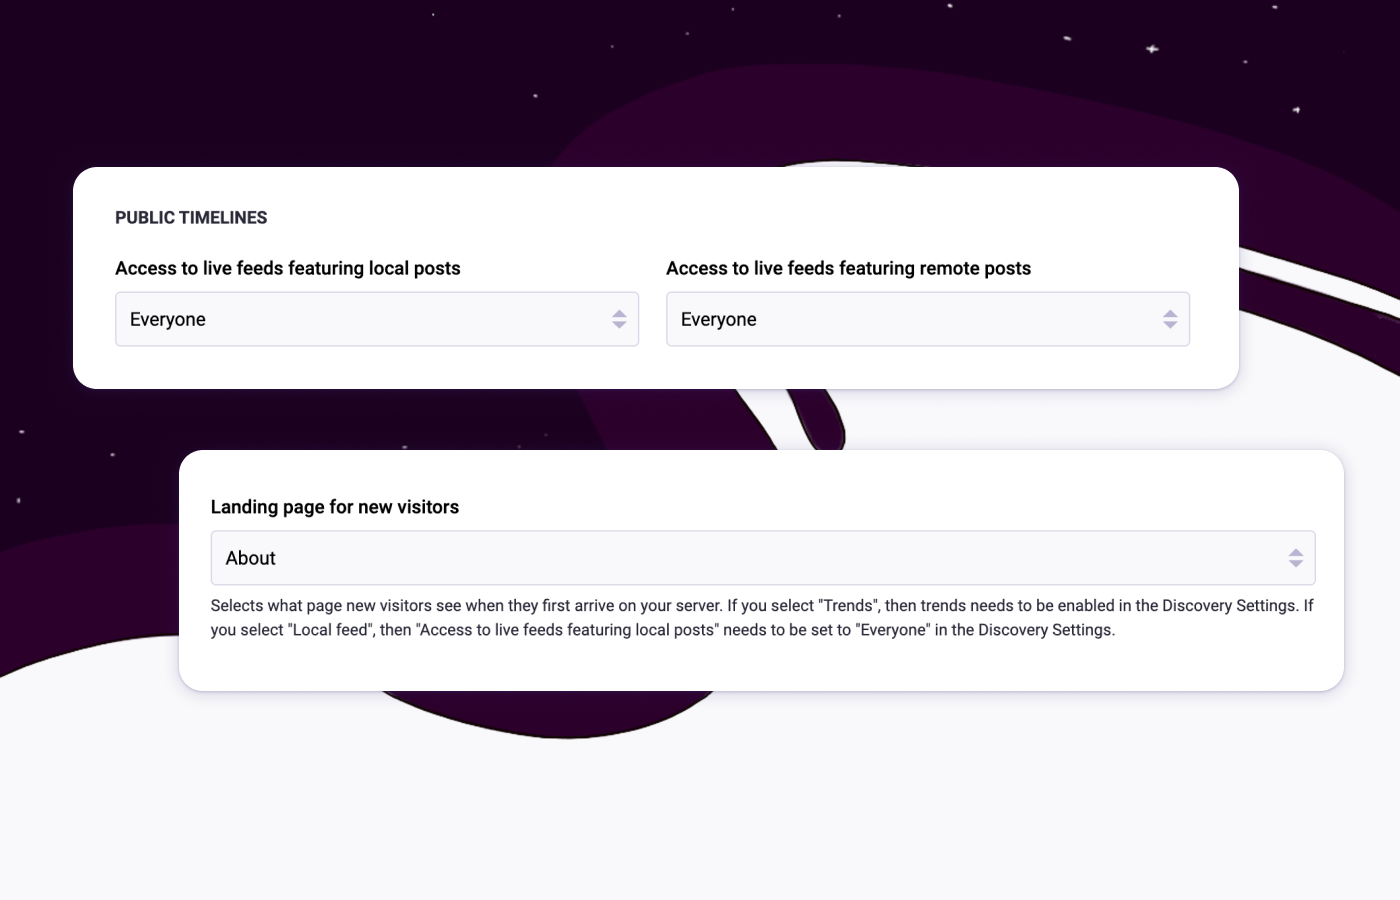 PUBLIC TIMELINES
Access to live feeds featuring local posts
Access to live feeds featuring remote posts
Everyone
Everyone
Landing page for new visitors
About
Selects what page new visitors see when they first arrive on your server. If you select "Trends", then trends needs to be enabled in the Discovery Settings. If
you select "Local feed", then "Access to live feeds featuring local posts" needs to be set to "Everyone" in the Discovery Settings.